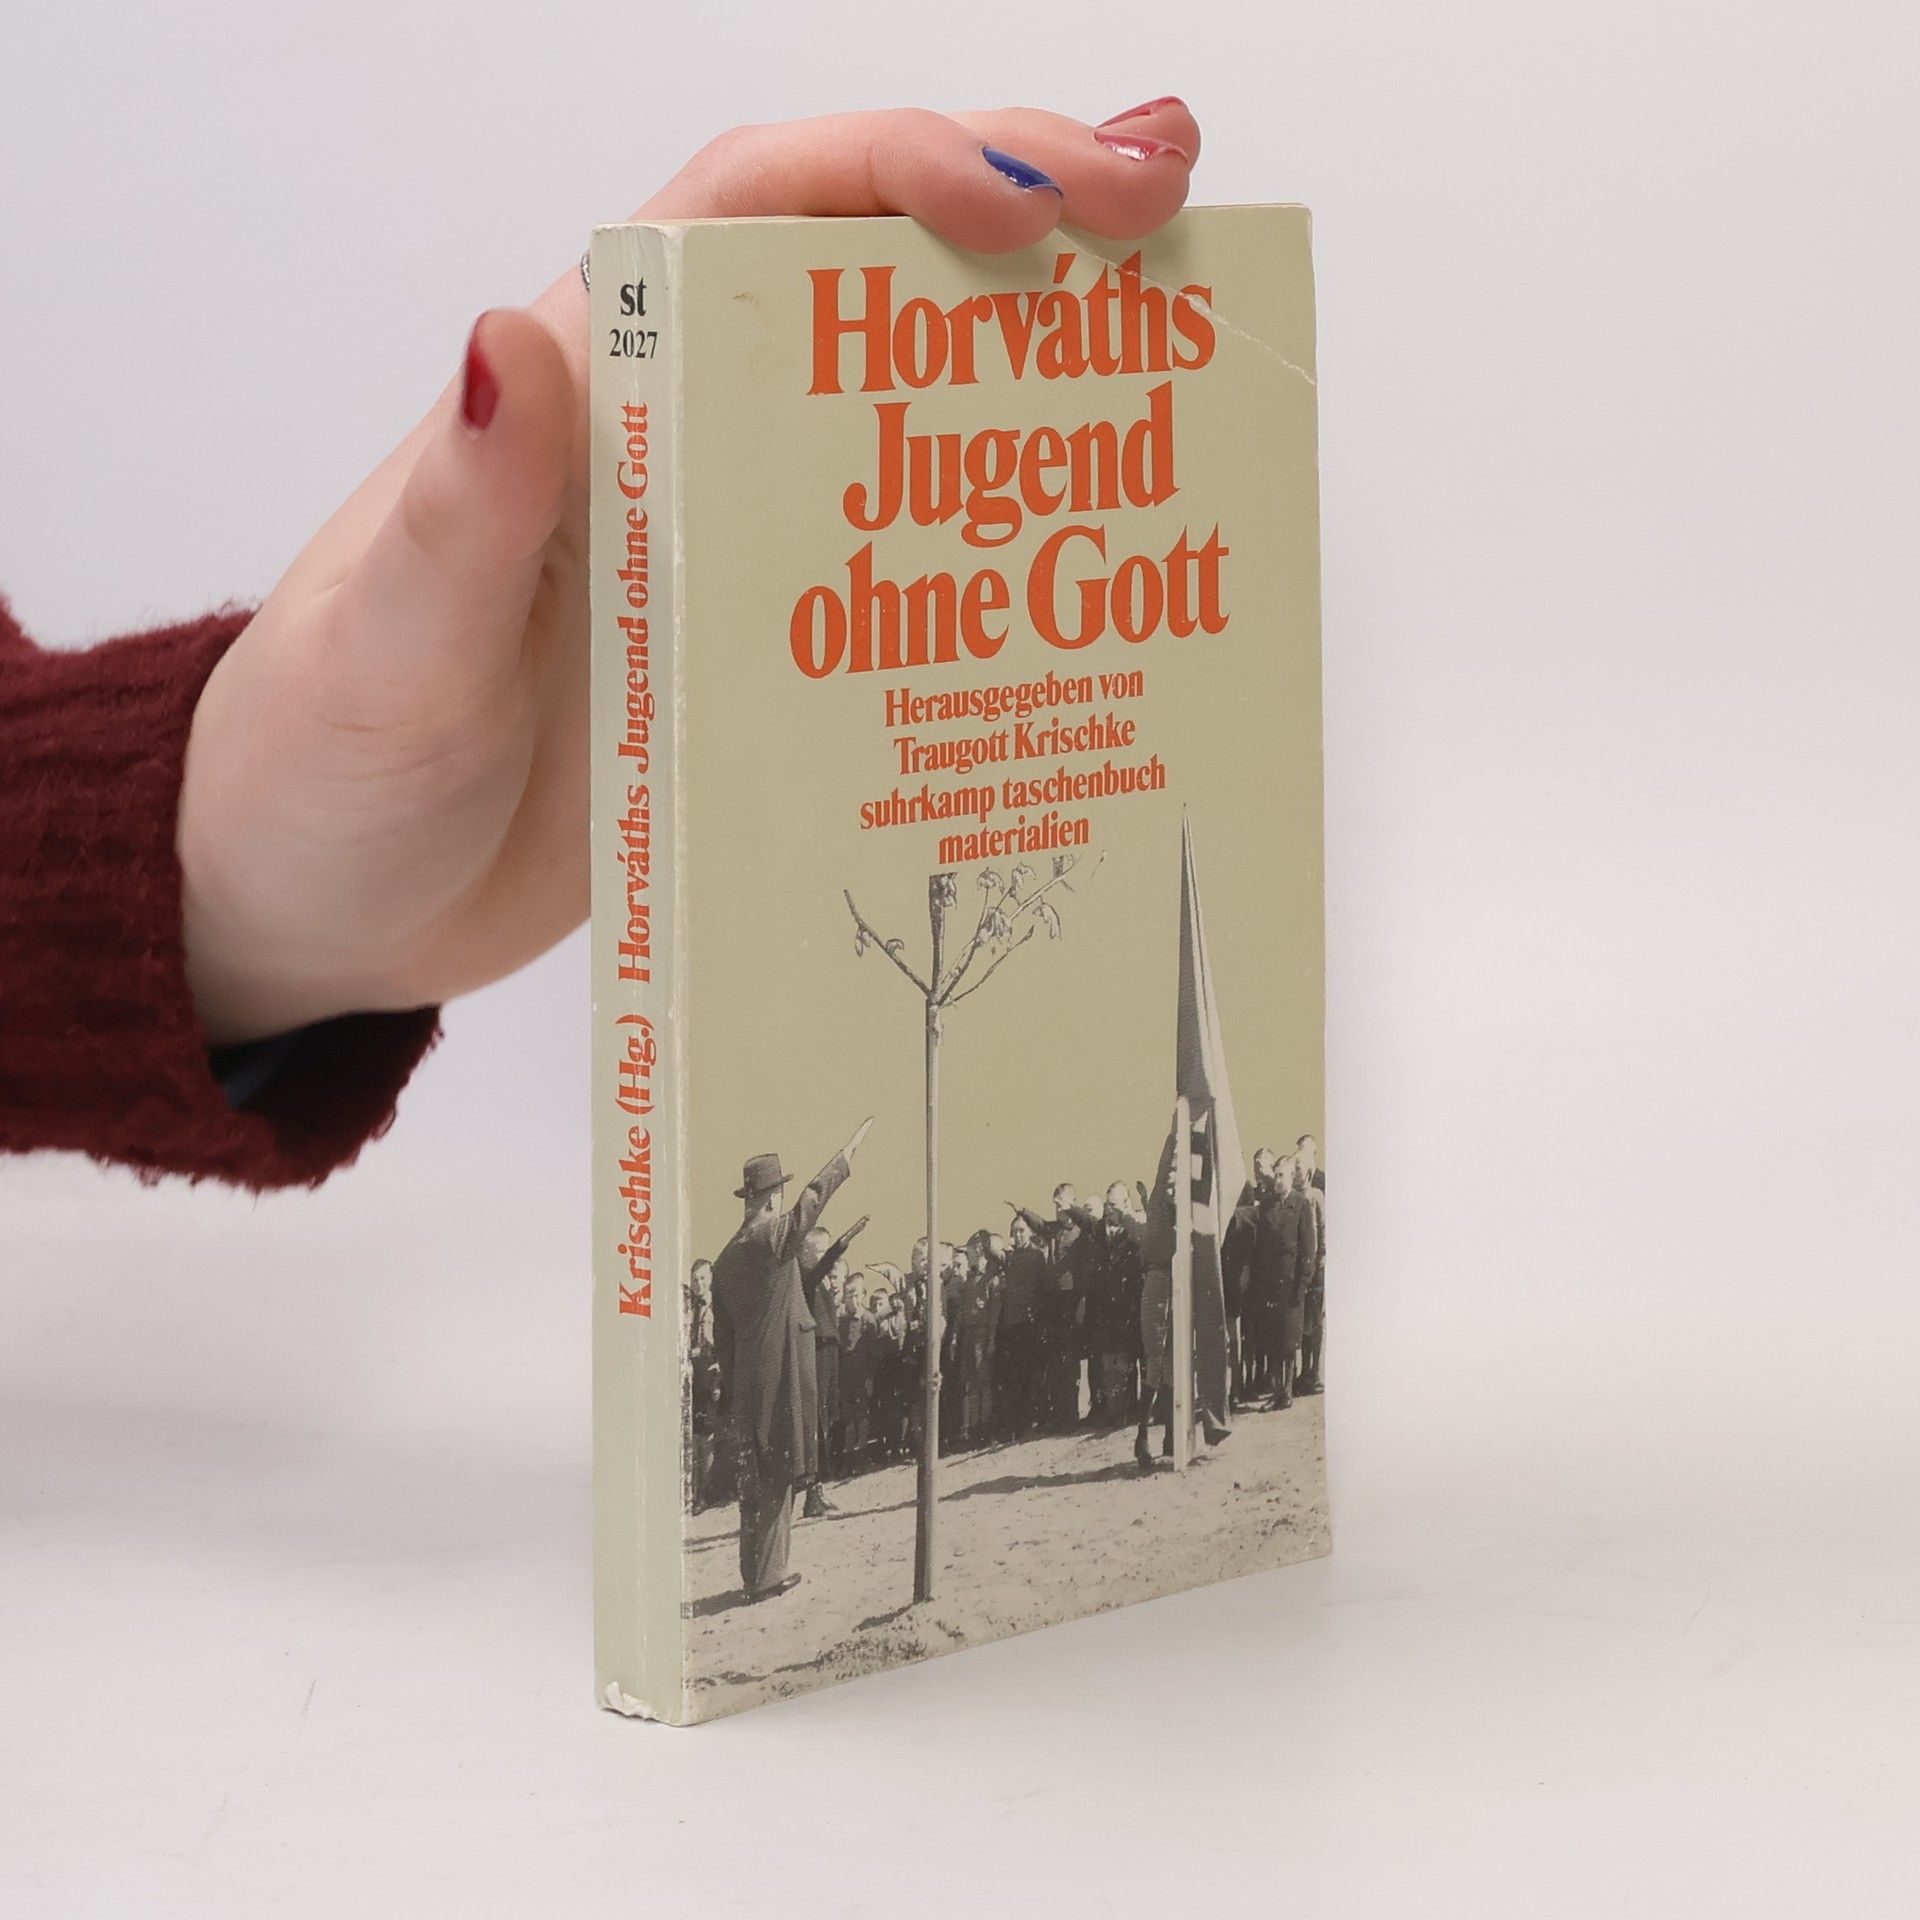 st
2027
Krischke (Hg.) Horváths Jugend ohne Gott
Horváths
Jugend
ohne Gott
Herausgegeben von
Traugott Krischke
suhrkamp taschenbuch
materialien